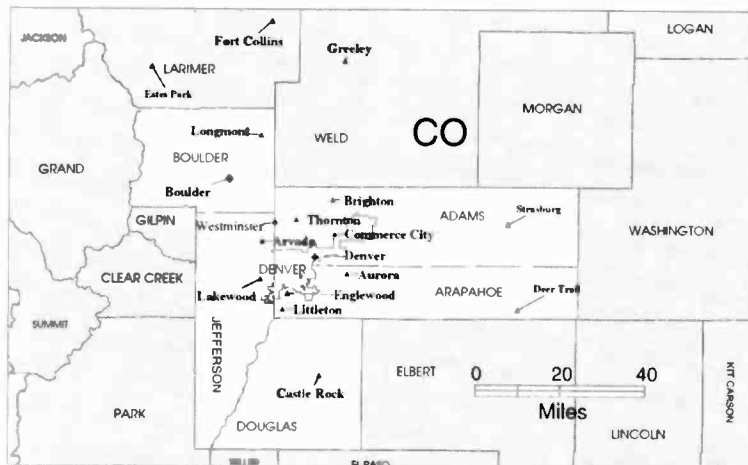 JACKSON
Fort Collins
LARIMER
Greeley
LOGAN
Estes Park
MORGAN
Longmont
WELD
CO
BOULDER
GRAND
Boulder
Brighton
Strasburg
GILPIN
Westminster
Thornton
ADAMS
Commerce City
WASHINGTON
Arvada
Denver
CLEAR CREEK
DENVER
Aurora
Lakewood
Englewood
ARAPAHOE
Deer Trail
Littleton
SUMMIT
JEFFERSON
ELBERT
0 20 40
Miles
KIT CARSON
Castle Rock
PARK
DOUGLAS
LINCOLN
EL PASO